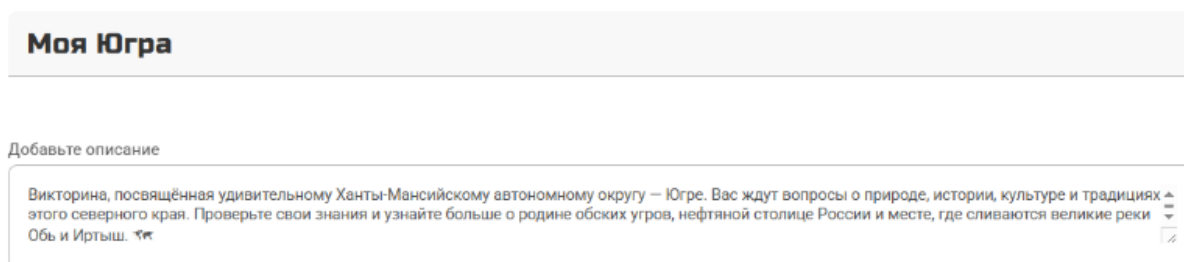 Моя Югра
Добавьте описание
Викторина, посвящённая удивительному Ханты-Мансийскому автономному округу — Югре. Вас ждут вопросы о природе, истории, культуре и традициях
этого северного края. Проверьте свои знания и узнайте больше о родине обских угров, нефтяной столице России и месте, где сливаются великие реки
Обь и Иртыш. 🗺